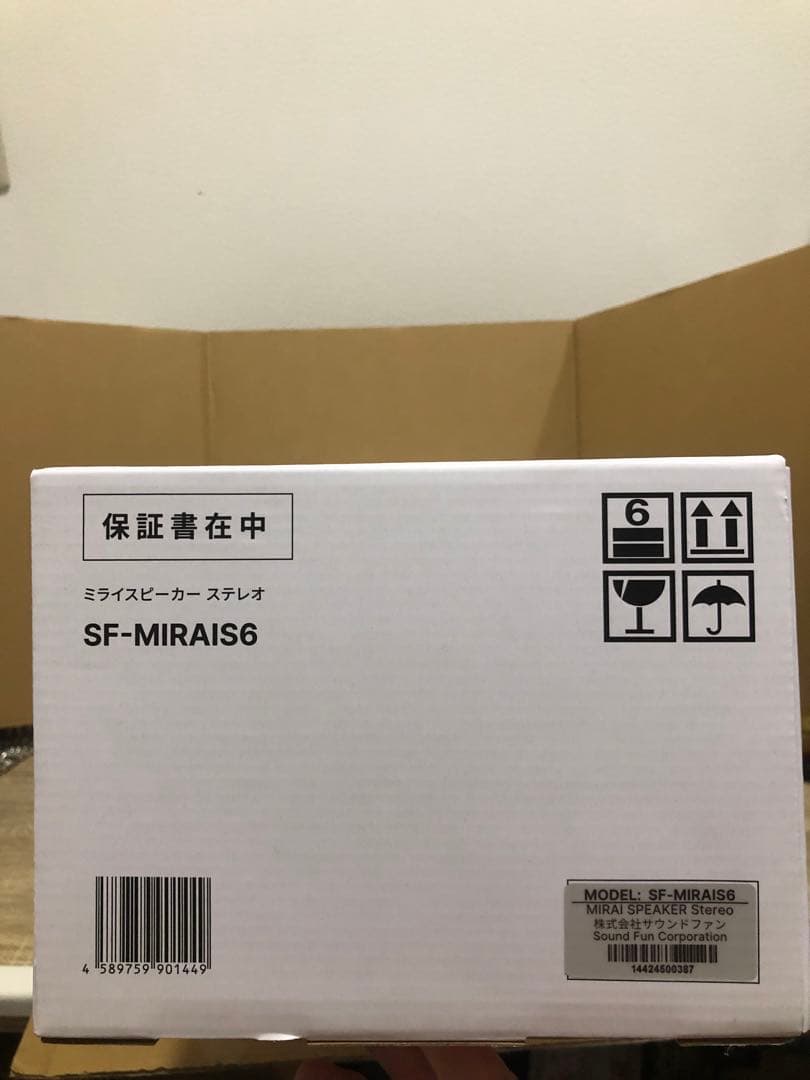 保証書在中
ミライスピーカー ステレオ
SF-MIRAIS6
6
4 589759 901449
MODEL: SF-MIRAIS6
MIRAI SPEAKER Stereo
株式会社サウンドファン
Sound Fun Corporation
14424500387